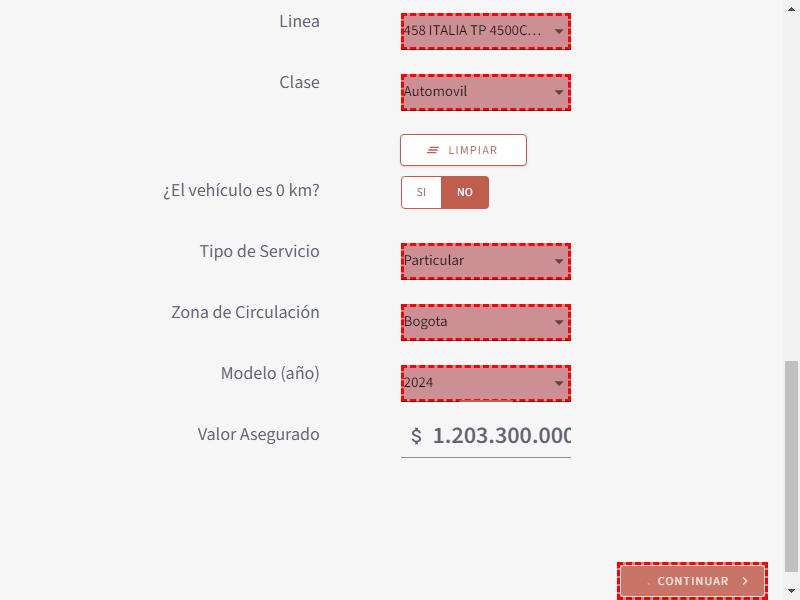 Linea
458 ITALIA TP 4500C...
Clase
Automovil
LIMPIAR
¿El vehículo es 0 km?
SI
NO
Tipo de Servicio
Particular
Zona de Circulación
Bogota
Modelo (año)
2024
Valor Asegurado
$ 1.203.300.000
CONTINUAR